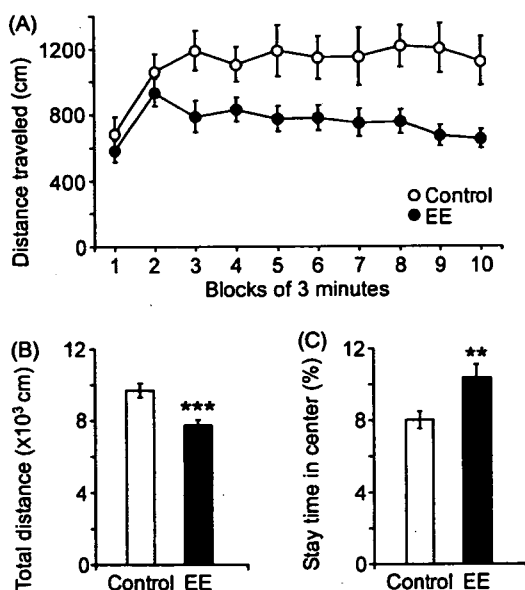 (A)
1200
800
400
0
Distance traveled (cm)
Control
EE
1 2 3 4 5 6 7 8 9 10
Blocks of 3 minutes
(B)
12
8
4
0
Total distance (x10³ cm)
***
Control EE
(C)
12
8
4
0
Stay time in center (%)
**
Control EE